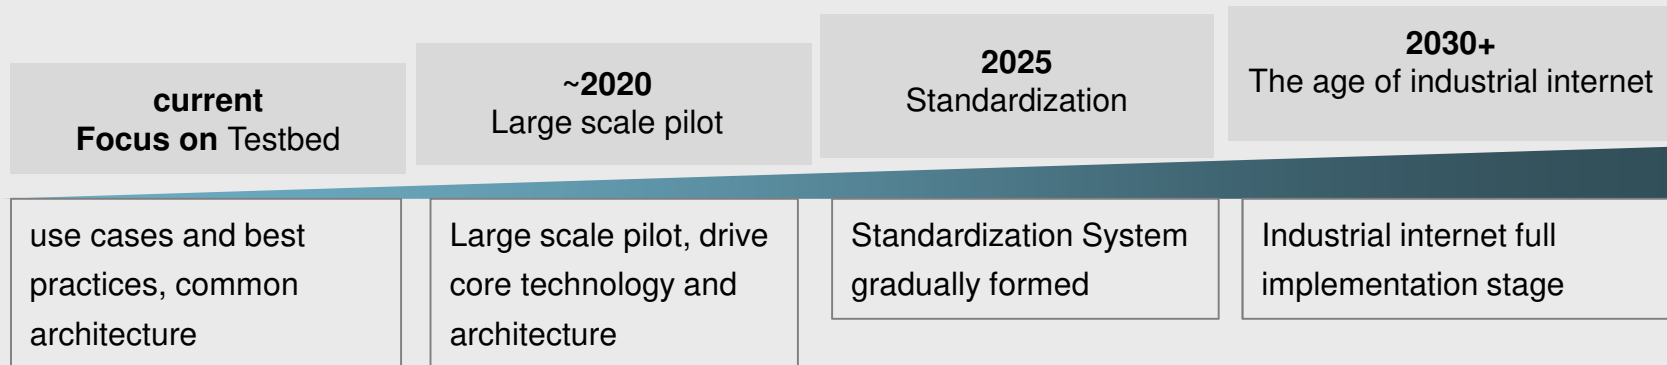 current
Focus on Testbed
~2020
Large scale pilot
2025
Standardization
2030+
The age of industrial internet
use cases and best
practices, common
architecture
Large scale pilot, drive
core technology and
architecture
Standardization System
gradually formed
Industrial internet full
implementation stage